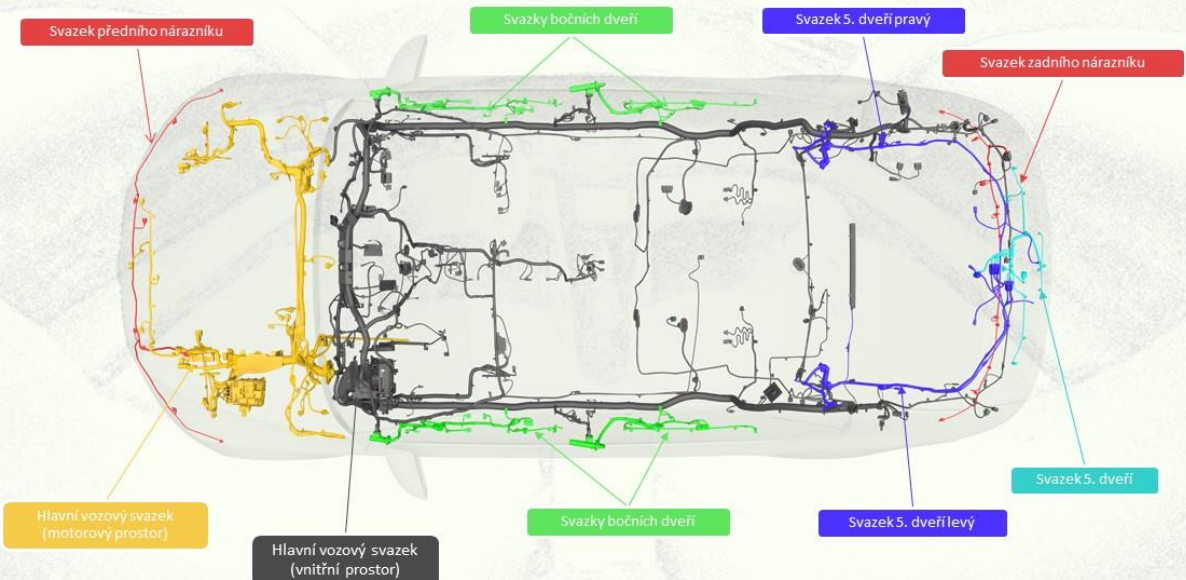 Svazek předního nárazníku
Svazky bočních dveří
Svazek 5. dveří pravý
Svazek zadního nárazníku
Svazek 5. dveří
Hlavní vozový svazek
(motorový prostor)
Svazky bočních dveří
Svazek 5. dveří levý
Hlavní vozový svazek
(vnitřní prostor)